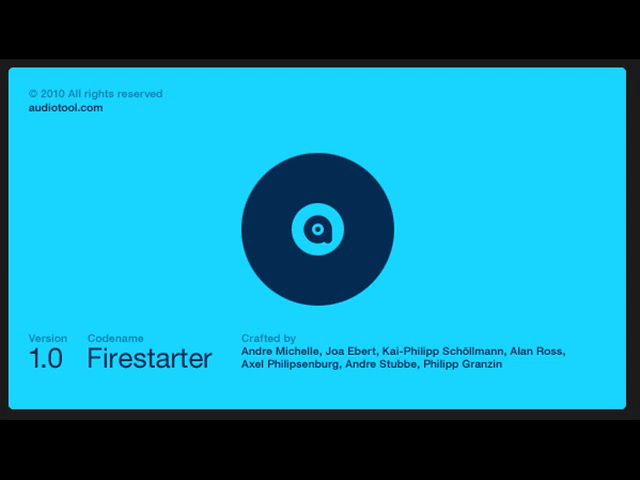 © 2010 All rights reserved
audiotool.com
a
Version
1.0
Codename
Firestarter
Crafted by
Andre Michelle, Joa Ebert, Kai-Philipp Schöllmann, Alan Ross,
Axel Philipsenburg, Andre Stubbe, Philipp Granzin